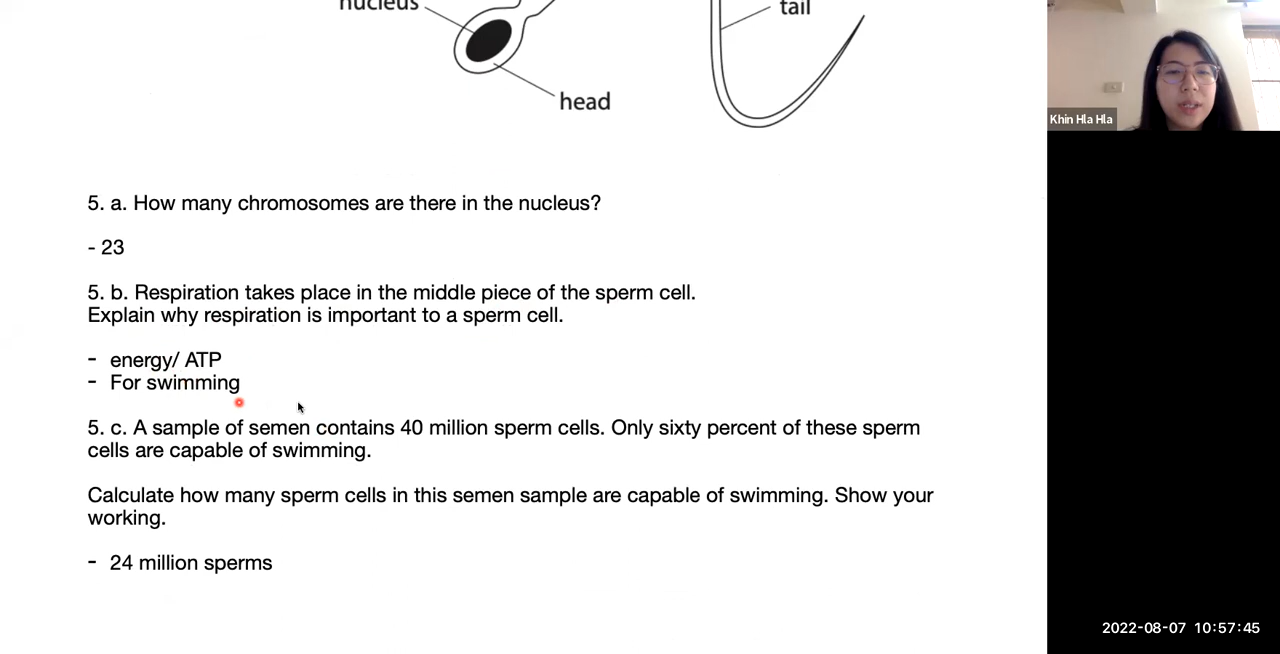 nucleus
tail
head
Khin Hla Hla
5. a. How many chromosomes are there in the nucleus?
- 23
5. b. Respiration takes place in the middle piece of the sperm cell.
Explain why respiration is important to a sperm cell.
- energy/ ATP
- For swimming
5. c. A sample of semen contains 40 million sperm cells. Only sixty percent of these sperm
cells are capable of swimming.
Calculate how many sperm cells in this semen sample are capable of swimming. Show your
working.
- 24 million sperms
2022-08-07 10:57:45